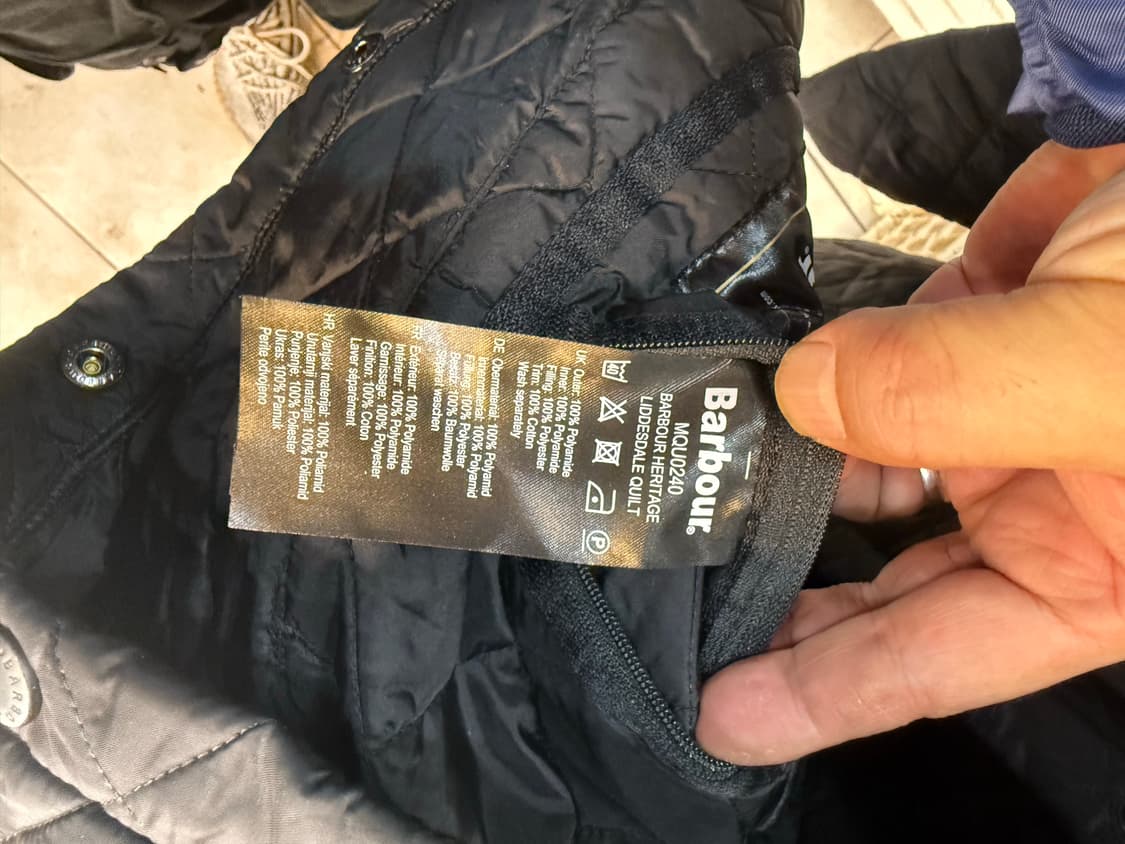 Barbour®
MQU0240
BARBOUR HERITAGE
LIDDESDALE QUILT
40
P
UK Outer: 100% Polyamide
Inner: 100% Polyamide
Filling: 100% Polyester
Trim: 100% Cotton
Wash separately
DE Obermaterial: 100% Polyamid
Innenmaterial: 100% Polyamid
Füllung: 100% Polyester
Besatz: 100% Baumwolle
Separat waschen
FR Extérieur: 100% Polyamide
Intérieur: 100% Polyamide
Garnissage: 100% Polyester
Finition: 100% Coton
Laver séparément
HR Vanjski materijal: 100% Poliamid
Unutarnji materijal: 100% Poliamid
Punjenje: 100% Poliester
Ukras: 100% Pamuk
Perite odvojeno